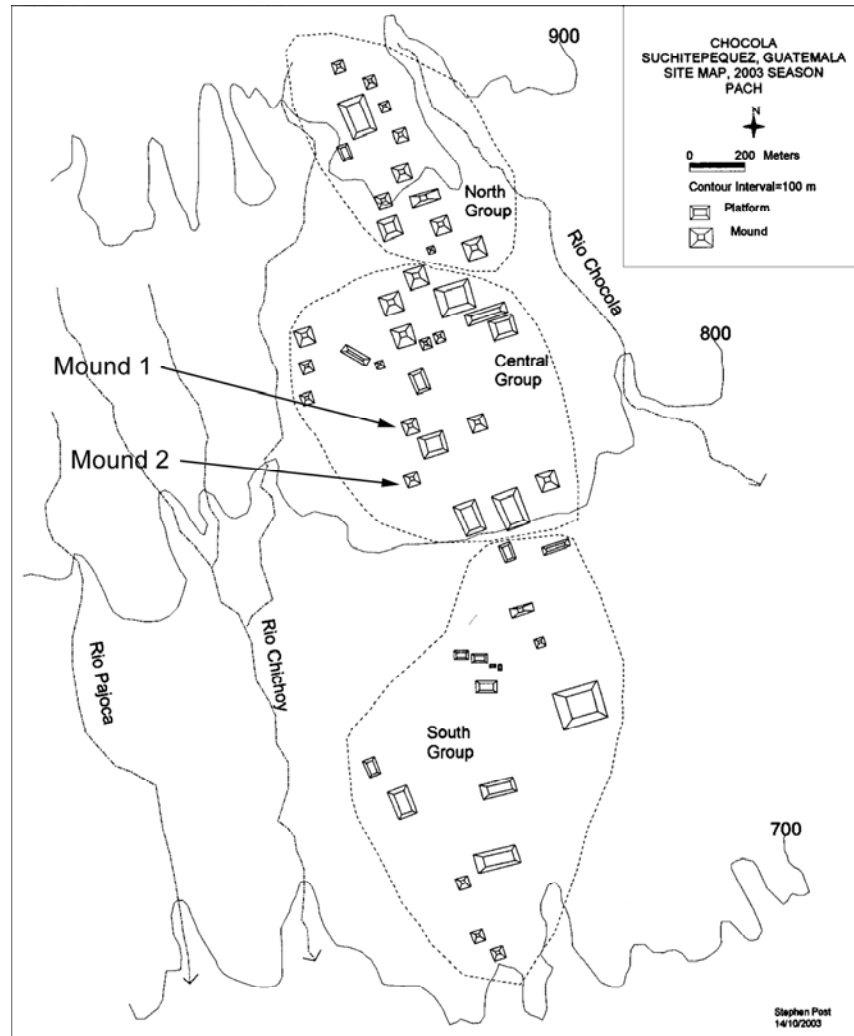 CHOCOLA
SUCHITEPEQUEZ, GUATEMALA
SITE MAP, 2003 SEASON
PACH
N
0 200 Meters
Contour Interval=100 m
Platform
Mound
900
North
Group
Rio Chocola
800
Mound 1
Central
Group
Mound 2
Rio Pajoca
Rio Chichoy
South
Group
700
Stephen Post
14/10/2003